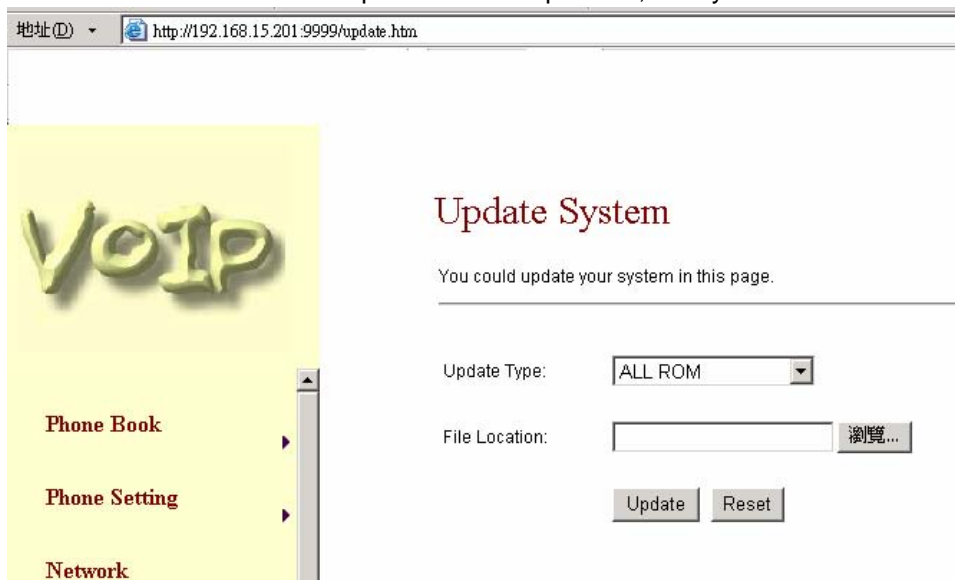 地址(D) http://192.168.15.201:9999/update.htm
VoIP
Update System
You could update your system in this page.
Update Type: ALL ROM
File Location: 瀏覽...
Update Reset
Phone Book
Phone Setting
Network